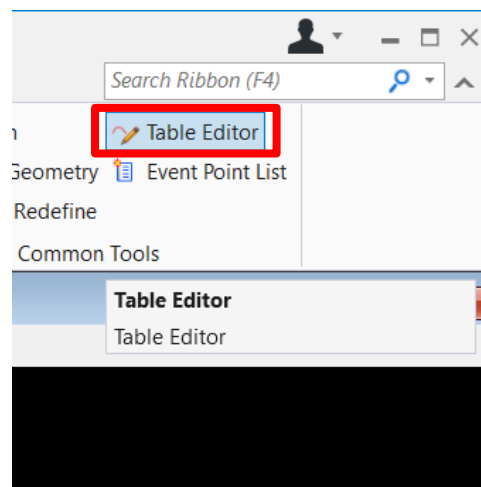 Search Ribbon (F4)
Table Editor
Geometry Event Point List
Redefine
Common Tools
Table Editor
Table Editor